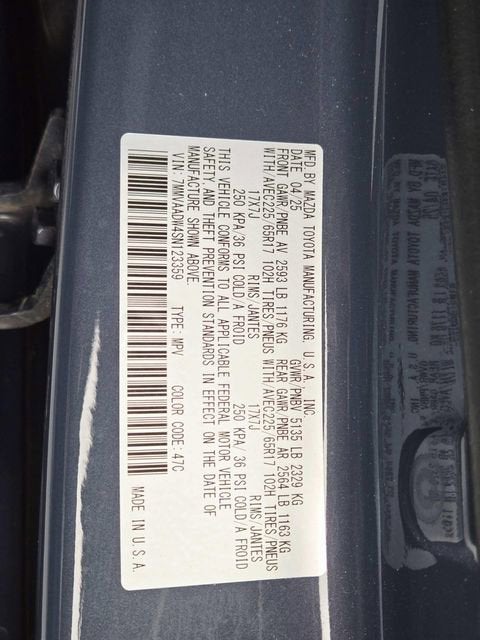 MFD. BY MAZDA TOYOTA MANUFACTURING, U.S.A., INC.
DATE 04/25 GVWR/PNBV 5135 LB 2329 KG
FRONT GAWR/PNBE AV 2593 LB 1176 KG REAR GAWR/PNBE AR 2564 LB 1163 KG
WITH/AVEC225/65R17 102H TIRES/PNEUS WITH/AVEC225/65R17 102H TIRES/PNEUS
17X7J RIMS/JANTES 17X7J RIMS/JANTES
250 KPA/36 PSI COLD/A FROID 250 KPA/36 PSI COLD/A FROID
THIS VEHICLE CONFORMS TO ALL APPLICABLE FEDERAL MOTOR VEHICLE
SAFETY AND THEFT PREVENTION STANDARDS IN EFFECT ON THE DATE OF
MANUFACTURE SHOWN ABOVE.
VIN: 7MMVAADW4SN123359 TYPE: MPV COLOR CODE: 47C
MADE IN U.S.A.